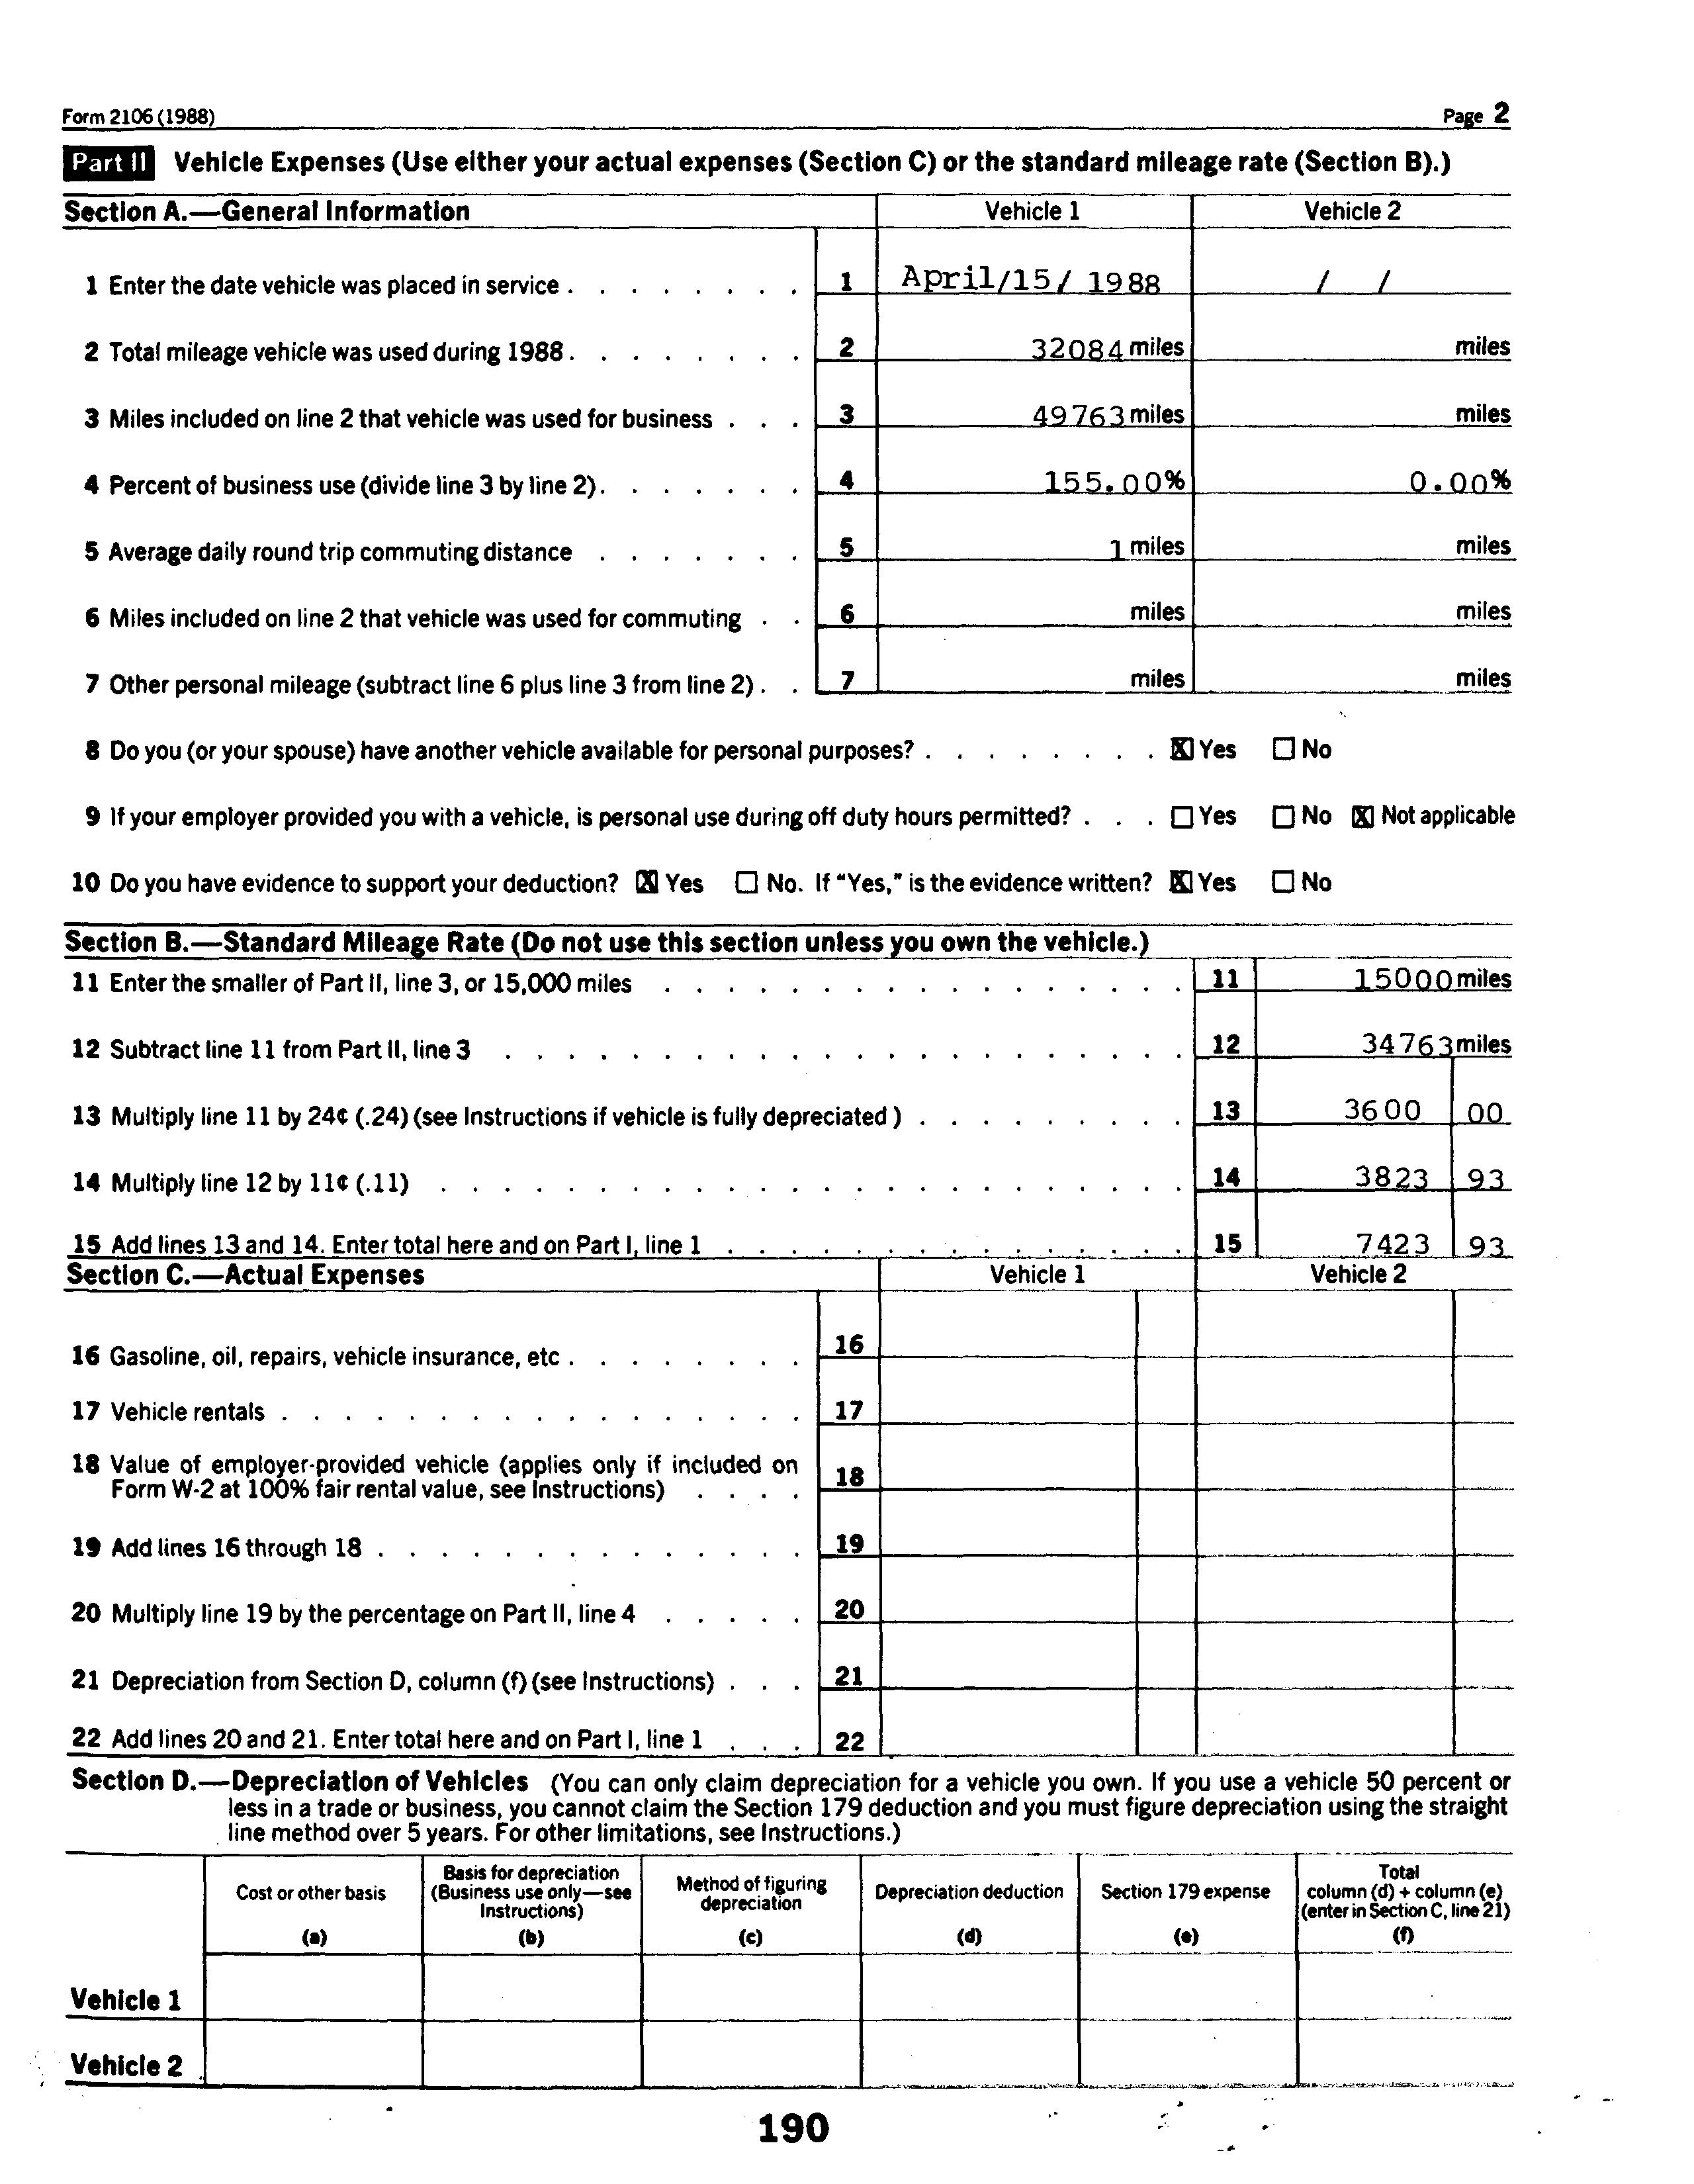 Form 2106 (1988) Page 2
Part II Vehicle Expenses (Use either your actual expenses (Section C) or the standard mileage rate (Section B).)
Section A.—General Information Vehicle 1 Vehicle 2
1 Enter the date vehicle was placed in service . . . . . . . . 1 April/15/ 1988 / /
2 Total mileage vehicle was used during 1988 . . . . . . . . 2 32084 miles miles
3 Miles included on line 2 that vehicle was used for business . . . 3 49763 miles miles
4 Percent of business use (divide line 3 by line 2) . . . . . . . 4 155.00% 0.00%
5 Average daily round trip commuting distance . . . . . . . 5 1 miles miles
6 Miles included on line 2 that vehicle was used for commuting . . 6 miles miles
7 Other personal mileage (subtract line 6 plus line 3 from line 2) . . 7 miles miles
8 Do you (or your spouse) have another vehicle available for personal purposes? . . . . . . . . ☒ Yes ☐ No
9 If your employer provided you with a vehicle, is personal use during off duty hours permitted? . . . ☐ Yes ☐ No ☒ Not applicable
10 Do you have evidence to support your deduction? ☒ Yes ☐ No. If "Yes," is the evidence written? ☒ Yes ☐ No
Section B.—Standard Mileage Rate (Do not use this section unless you own the vehicle.)
11 Enter the smaller of Part II, line 3, or 15,000 miles . . . . . . . . . . . . . . . . . 11 15000 miles
12 Subtract line 11 from Part II, line 3 . . . . . . . . . . . . . . . . . . . . . . 12 34763 miles
13 Multiply line 11 by 24¢ (.24) (see Instructions if vehicle is fully depreciated ) . . . . . . . . . 13 3600 00
14 Multiply line 12 by 11¢ (.11) . . . . . . . . . . . . . . . . . . . . . . . . 14 3823 93
15 Add lines 13 and 14. Enter total here and on Part I, line 1 . . . . . . . . . . . . . . . 15 7423 93
Section C.—Actual Expenses Vehicle 1 Vehicle 2
16 Gasoline, oil, repairs, vehicle insurance, etc . . . . . . . . 16
17 Vehicle rentals . . . . . . . . . . . . . . . . . 17
18 Value of employer-provided vehicle (applies only if included on
Form W-2 at 100% fair rental value, see Instructions) . . . . 18
19 Add lines 16 through 18 . . . . . . . . . . . . . . 19
20 Multiply line 19 by the percentage on Part II, line 4 . . . . . 20
21 Depreciation from Section D, column (f) (see Instructions) . . . 21
22 Add lines 20 and 21. Enter total here and on Part I, line 1 . . . 22
Section D.—Depreciation of Vehicles (You can only claim depreciation for a vehicle you own. If you use a vehicle 50 percent or
less in a trade or business, you cannot claim the Section 179 deduction and you must figure depreciation using the straight
line method over 5 years. For other limitations, see Instructions.)
Cost or other basis
(a)
Basis for depreciation
(Business use only—see
Instructions)
(b)
Method of figuring
depreciation
(c)
Depreciation deduction
(d)
Section 179 expense
(e)
Total
column (d) + column (e)
(enter in Section C, line 21)
(f)
Vehicle 1
Vehicle 2
190